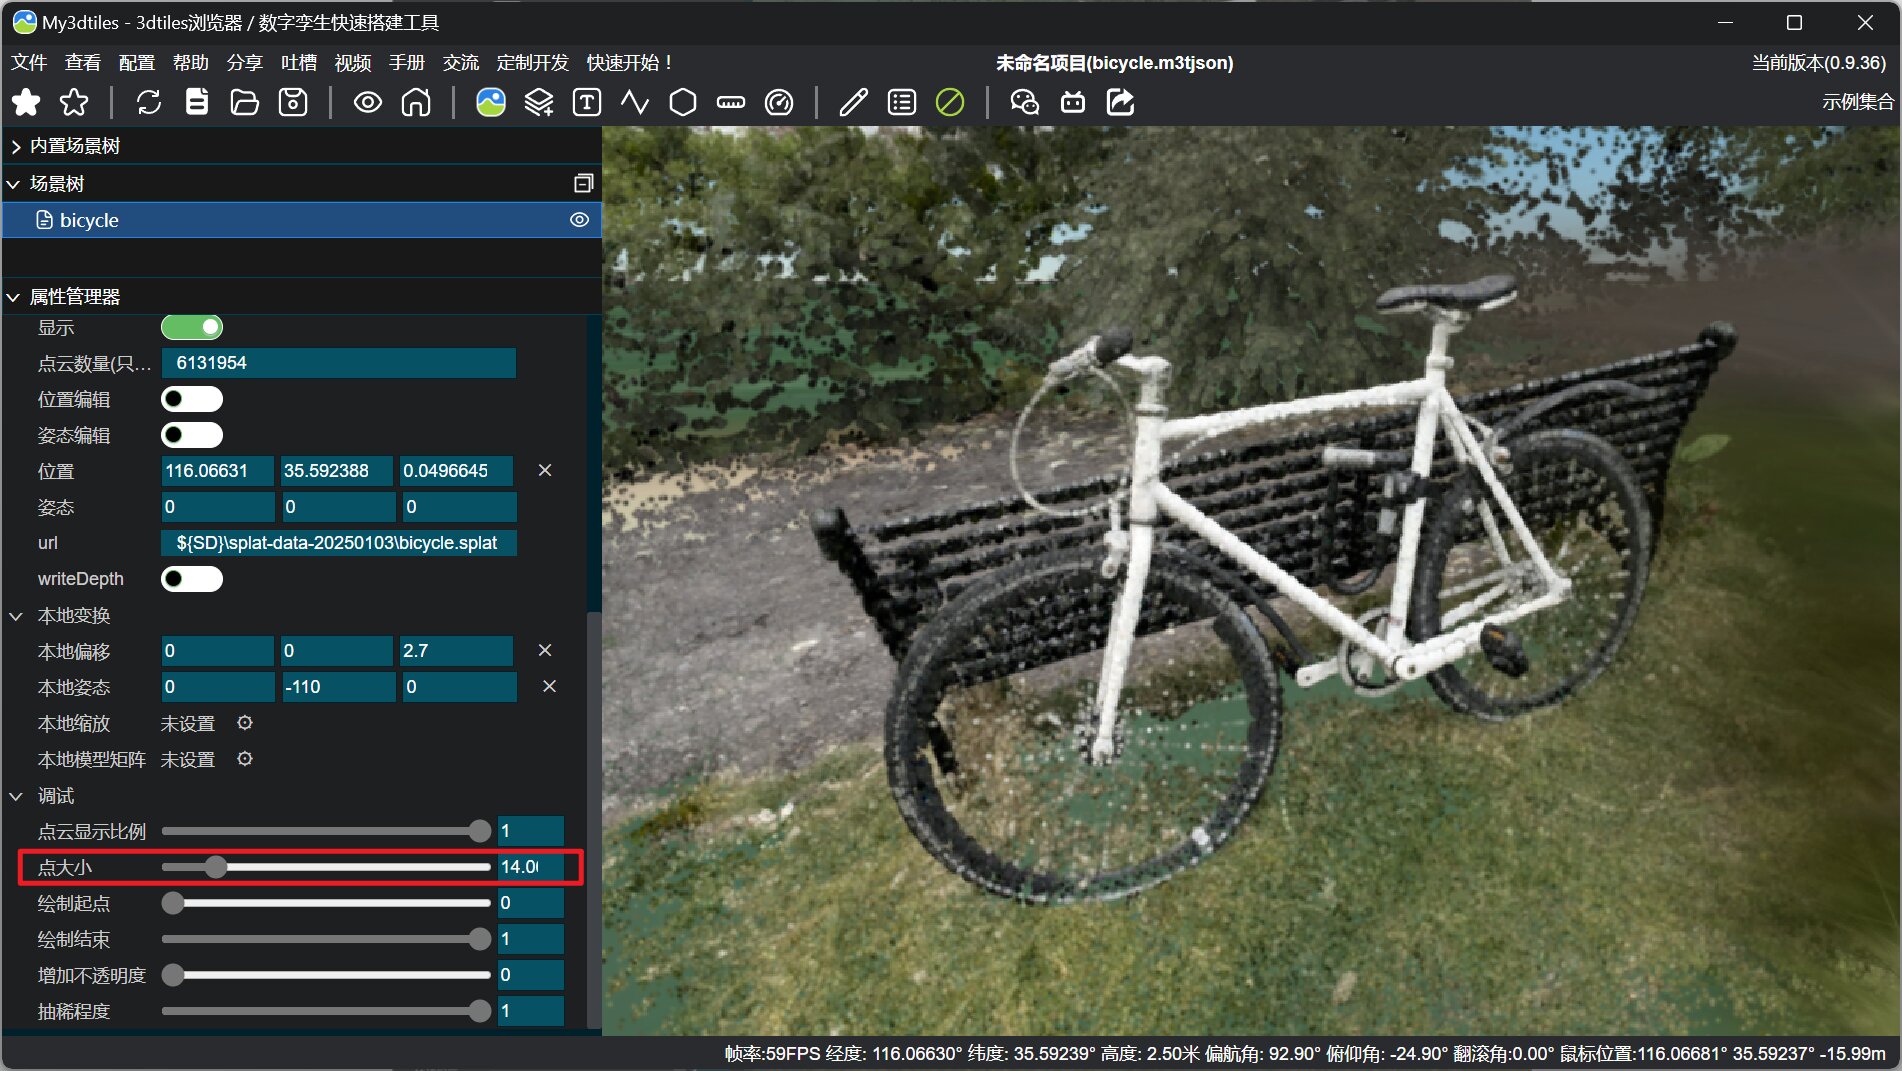 My3dtiles - 3dtiles浏览器 / 数字孪生快速搭建工具
文件 查看 配置 帮助 分享 吐槽 视频 手册 交流 定制开发 快速开始！ 未命名项目(bicycle.m3tjson) 当前版本(0.9.36)
示例集合
内置场景树
场景树
bicycle
属性管理器
显示
点云数量(只... 6131954
位置编辑
姿态编辑
位置 116.06631 35.592388 0.0496645
姿态 0 0 0
url ${SD}\splat-data-20250103\bicycle.splat
writeDepth
本地变换
本地偏移 0 0 2.7
本地姿态 0 -110 0
本地缩放 未设置
本地模型矩阵 未设置
调试
点云显示比例 1
点大小 14.0
绘制起点 0
绘制结束 1
增加不透明度 0
抽稀程度 1
帧率:59FPS 经度: 116.06630° 纬度: 35.59239° 高度: 2.50米 偏航角: 92.90° 俯仰角: -24.90° 翻滚角:0.00° 鼠标位置:116.06681° 35.59237° -15.99m